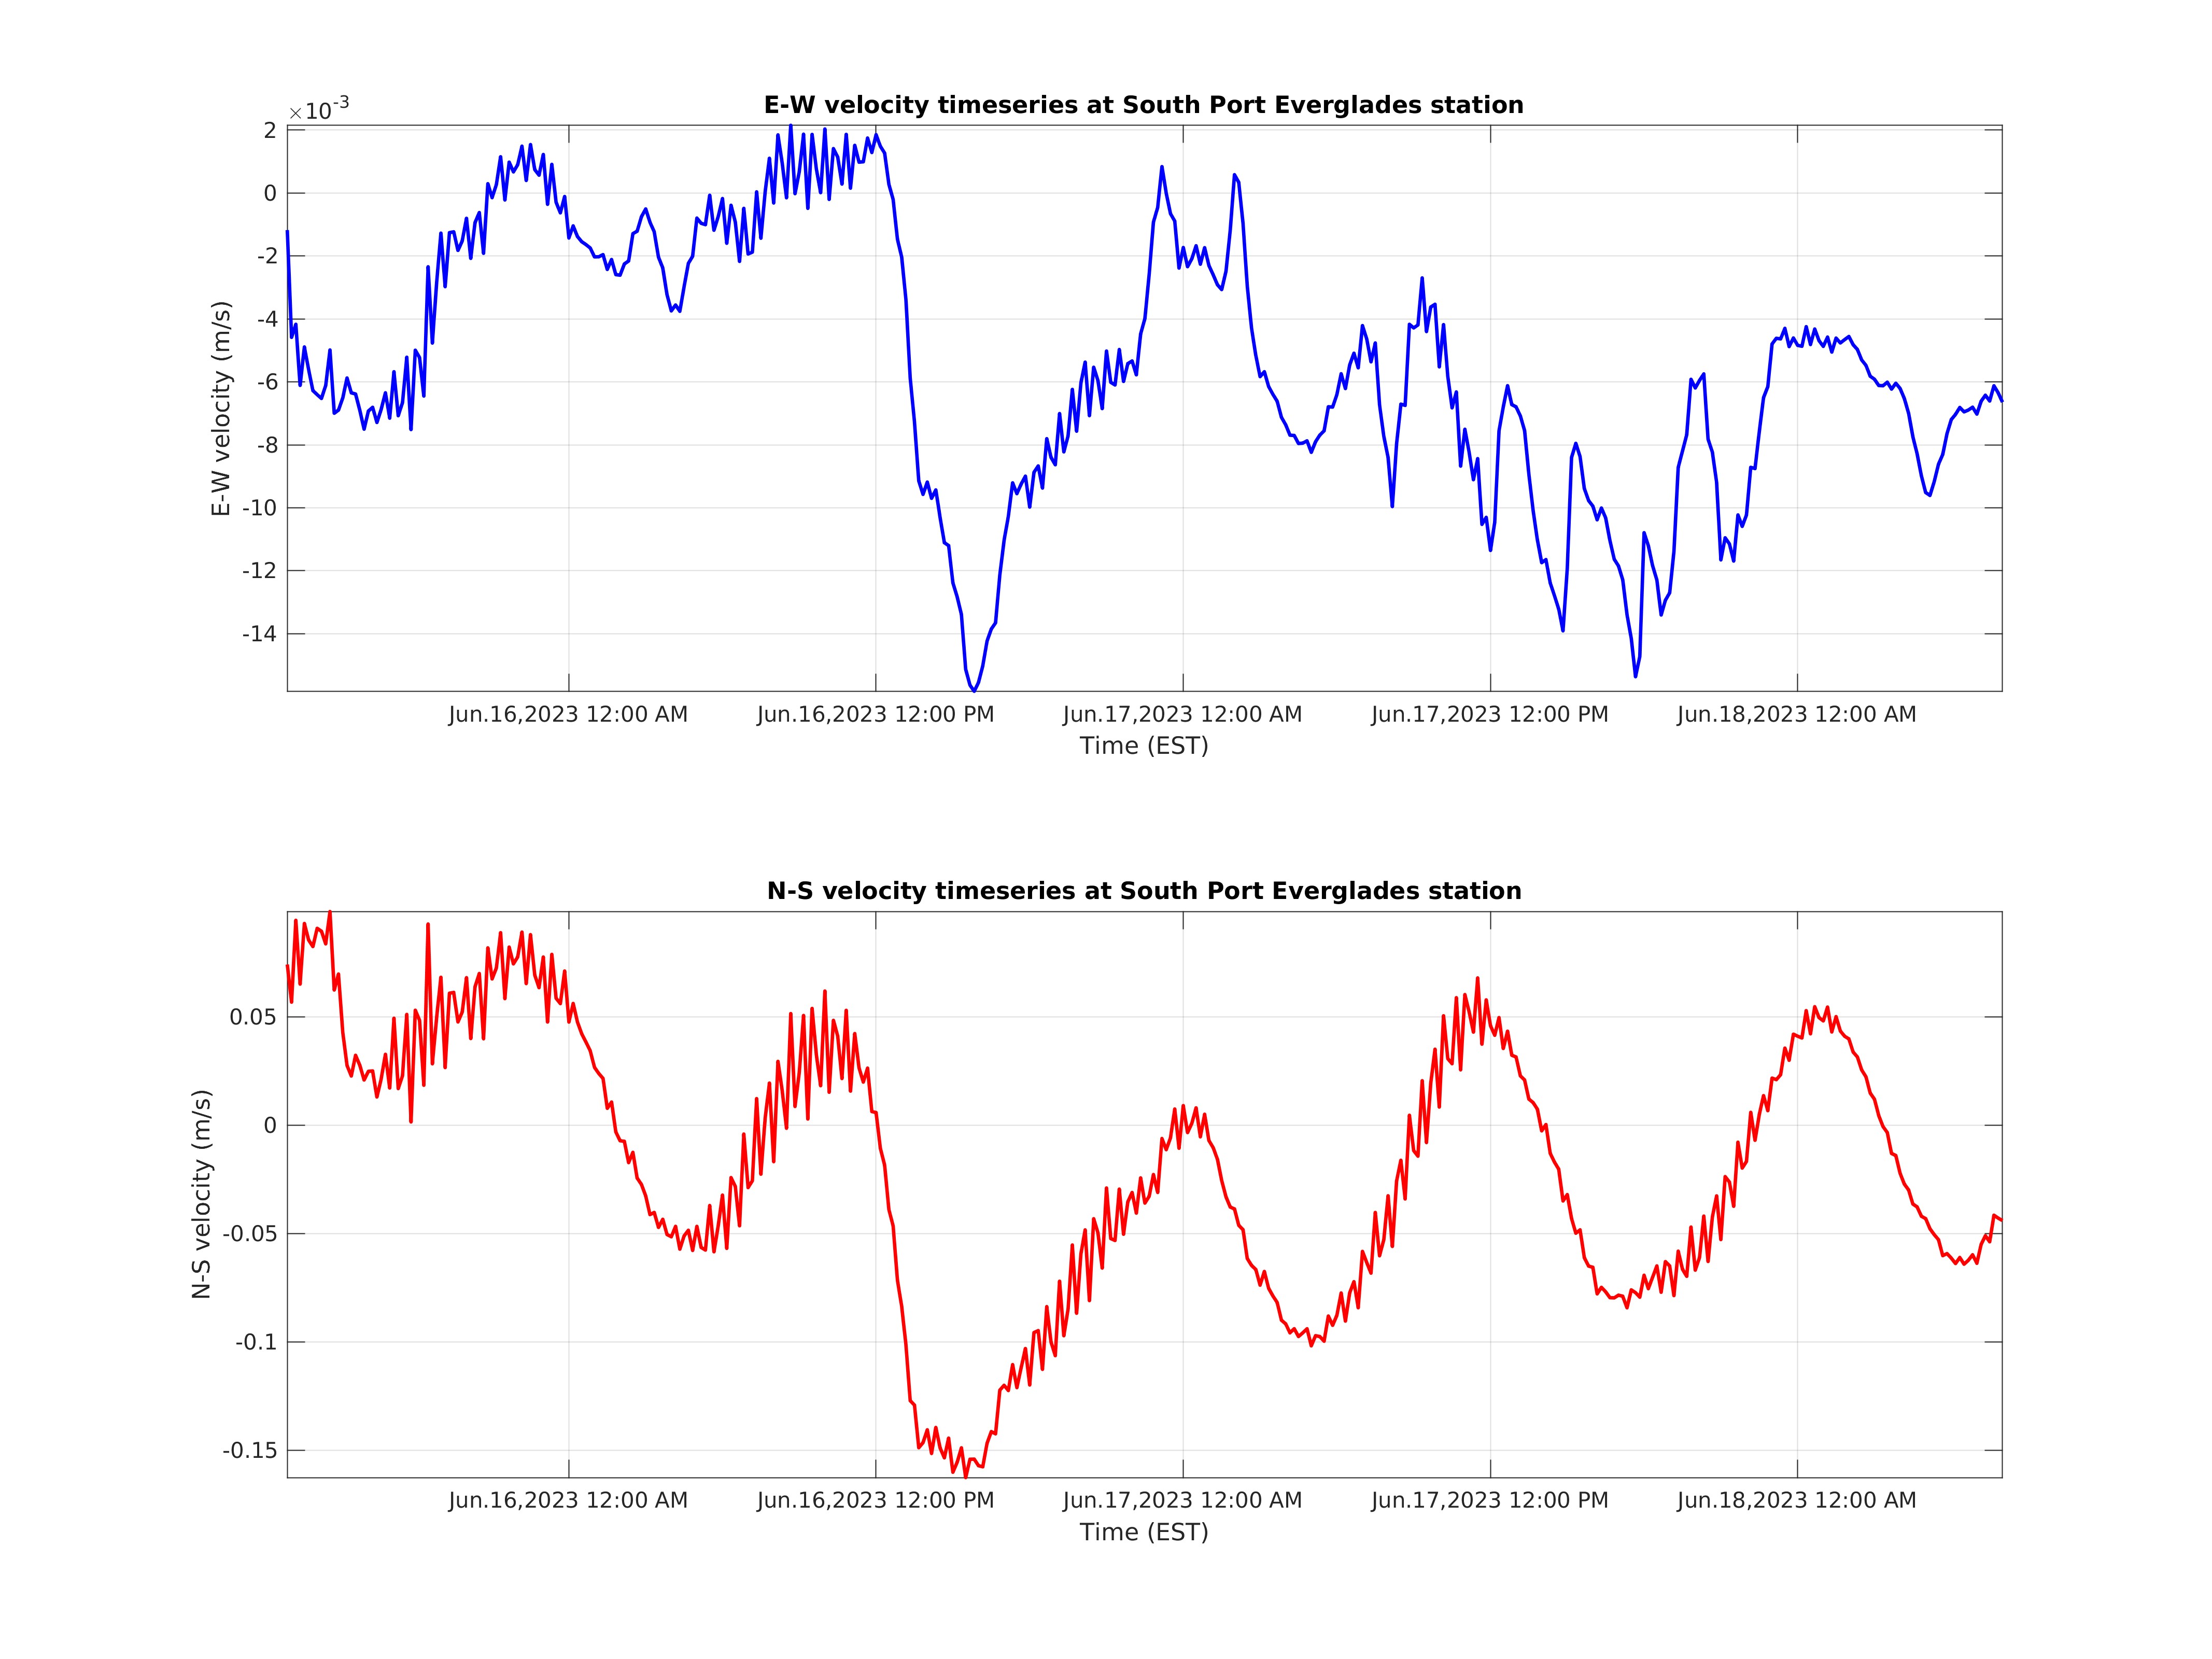 ×10-3
E-W velocity timeseries at South Port Everglades station
2
0
-2
-4
-6
-8
-10
-12
-14
E-W velocity (m/s)
Jun.16,2023 12:00 AM Jun.16,2023 12:00 PM Jun.17,2023 12:00 AM Jun.17,2023 12:00 PM Jun.18,2023 12:00 AM
Time (EST)
N-S velocity timeseries at South Port Everglades station
0.05
0
-0.05
-0.1
-0.15
N-S velocity (m/s)
Jun.16,2023 12:00 AM Jun.16,2023 12:00 PM Jun.17,2023 12:00 AM Jun.17,2023 12:00 PM Jun.18,2023 12:00 AM
Time (EST)